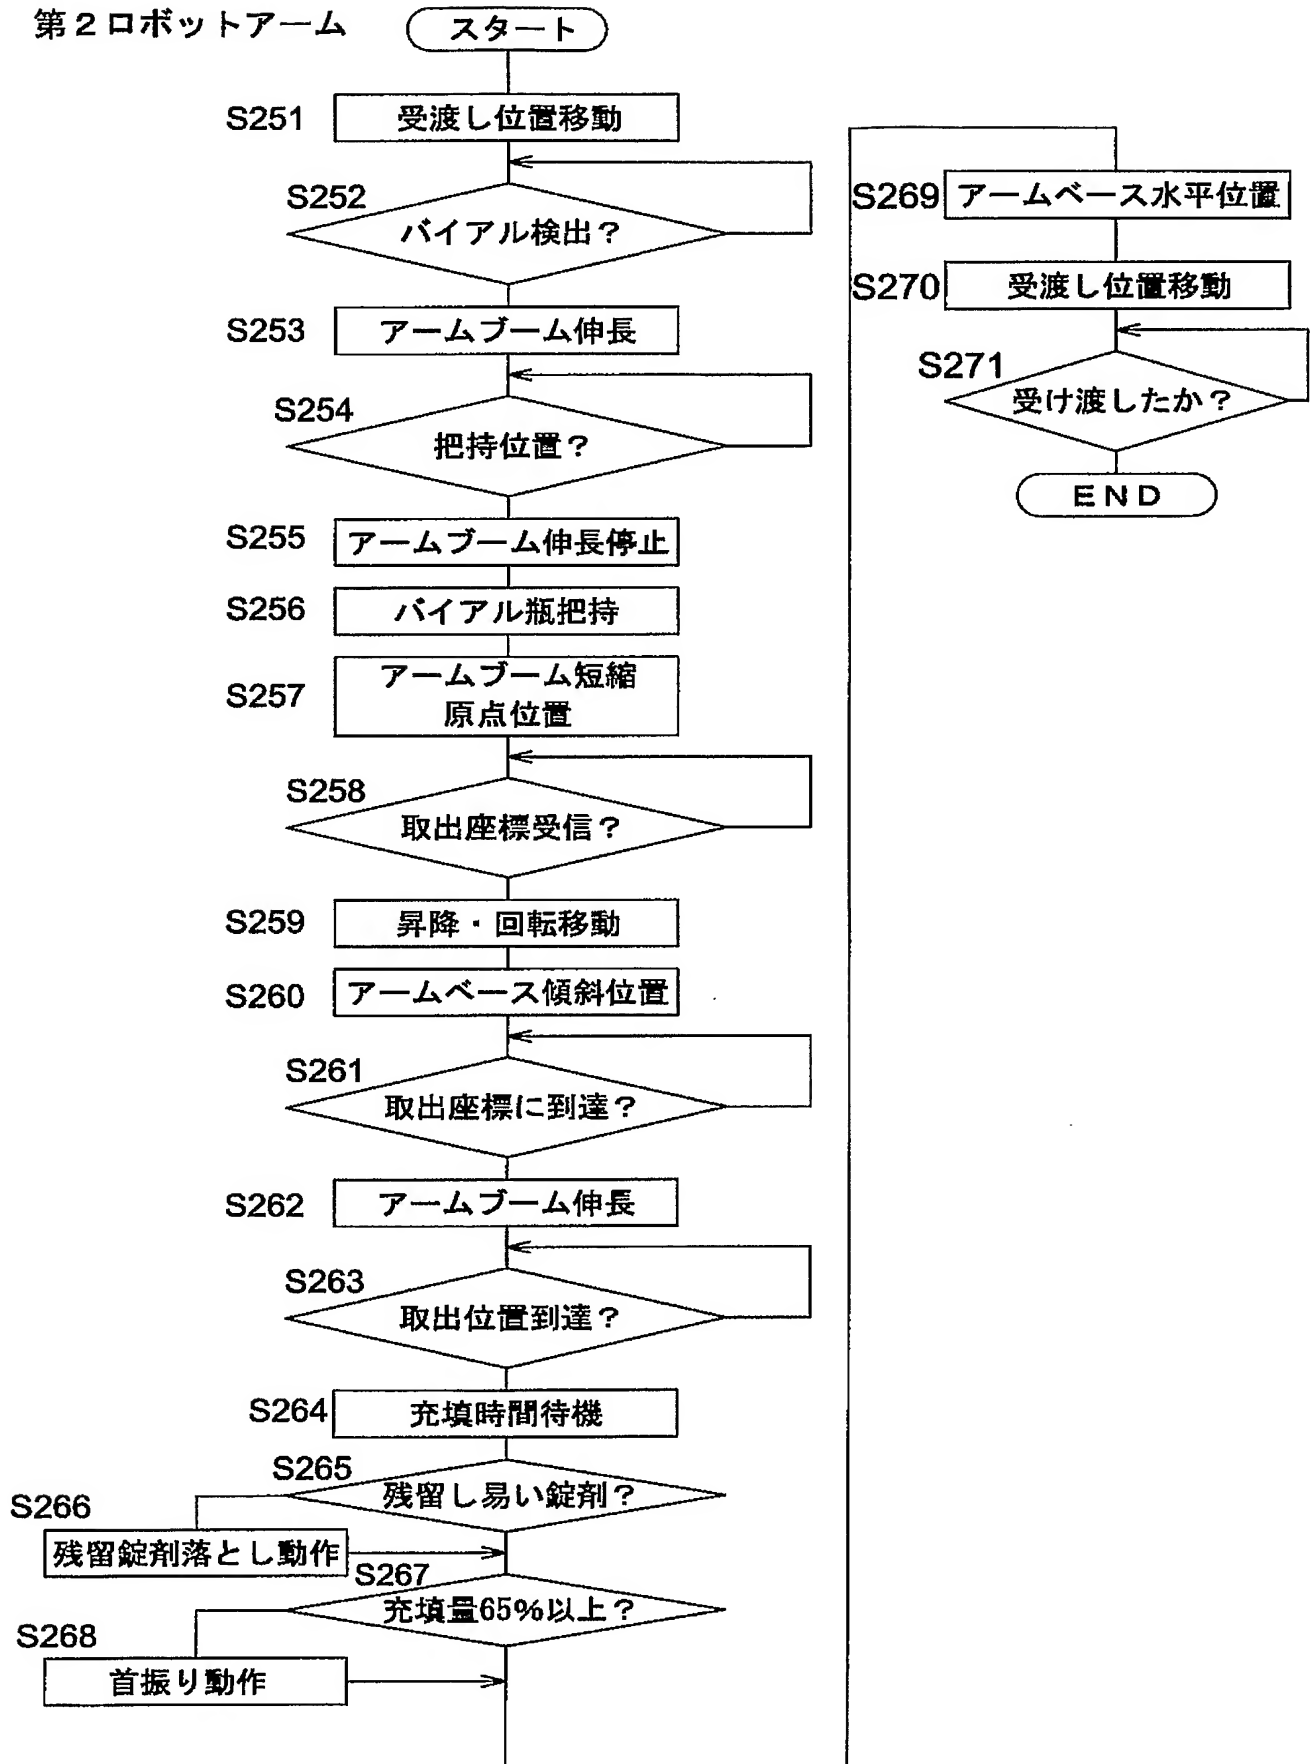 第2ロボットアーム
スタート
S251
受渡し位置移動
S252
バイアル検出？
S253
アームブーム伸長
S254
把持位置？
S255
アームブーム伸長停止
S256
バイアル瓶把持
S257
アームブーム短縮
原点位置
S258
取出座標受信？
S259
昇降・回転移動
S260
アームベース傾斜位置
S261
取出座標に到達？
S262
アームブーム伸長
S263
取出位置到達？
S264
充填時間待機
S265
残留し易い錠剤？
S266
残留錠剤落とし動作
S267
充填量65%以上？
S268
首振り動作
S269
アームベース水平位置
S270
受渡し位置移動
S271
受け渡したか？
END